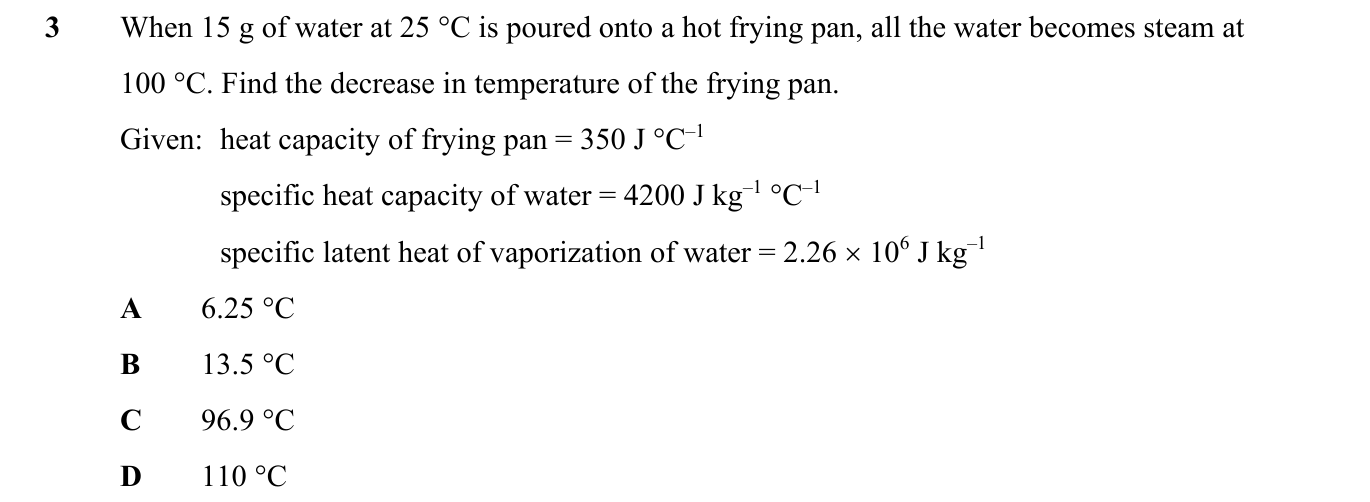 3 When 15 g of water at 25 °C is poured onto a hot frying pan, all the water becomes steam at
100 °C. Find the decrease in temperature of the frying pan.
Given: heat capacity of frying pan = 350 J °C⁻¹
specific heat capacity of water = 4200 J kg⁻¹ °C⁻¹
specific latent heat of vaporization of water = 2.26 × 10⁶ J kg⁻¹
A 6.25 °C
B 13.5 °C
C 96.9 °C
D 110 °C